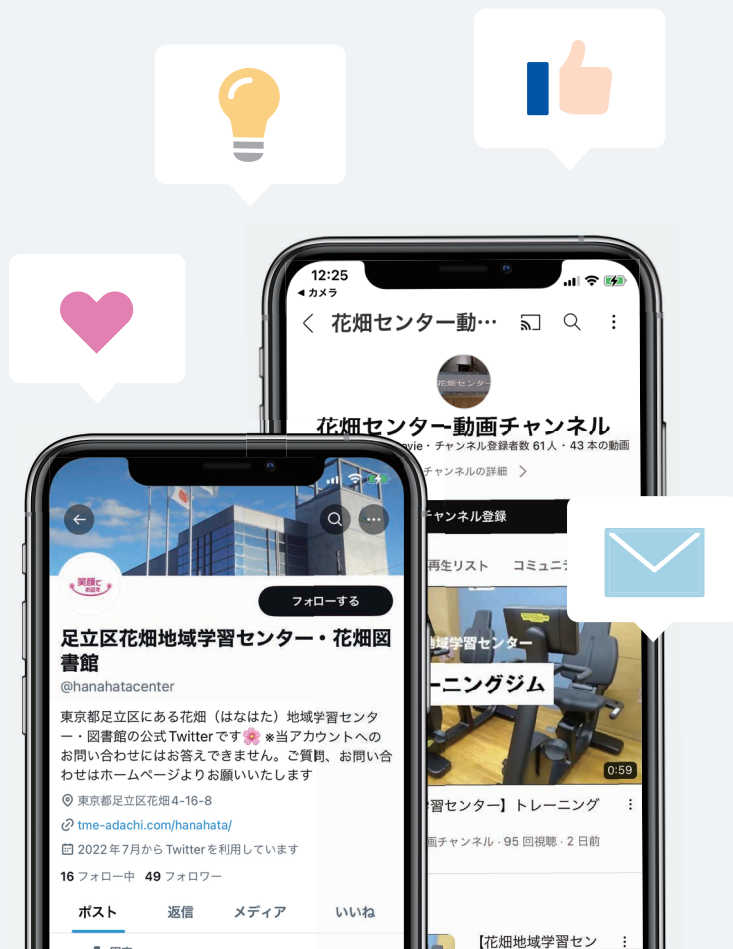 12:25
◀ カメラ
花畑センター動…
花畑センター
花畑センター動画チャンネル
ovie・チャンネル登録者数 61人・43 本の動画
チャンネルの詳細
チャンネル登録
再生リスト
コミュニ
地域学習センター
ーニングジム
0:59
習センター】トレーニング
画チャンネル・95 回視聴・2 日前
【花畑地域学習セン
笑顔で
フォローする
足立区花畑地域学習センター・花畑図
書館
@hanahatacenter
東京都足立区にある花畑（はなはた）地域学習センタ
ー・図書館の公式Twitterです🌸 ※当アカウントへの
お問い合わせにはお答えできません。ご質問、お問い合
わせはホームページよりお願いいたします
東京都足立区花畑4-16-8
tme-adachi.com/hanahata/
2022年7月からTwitterを利用しています
16 フォロー中 49 フォロワー
ポスト 返信 メディア いいね